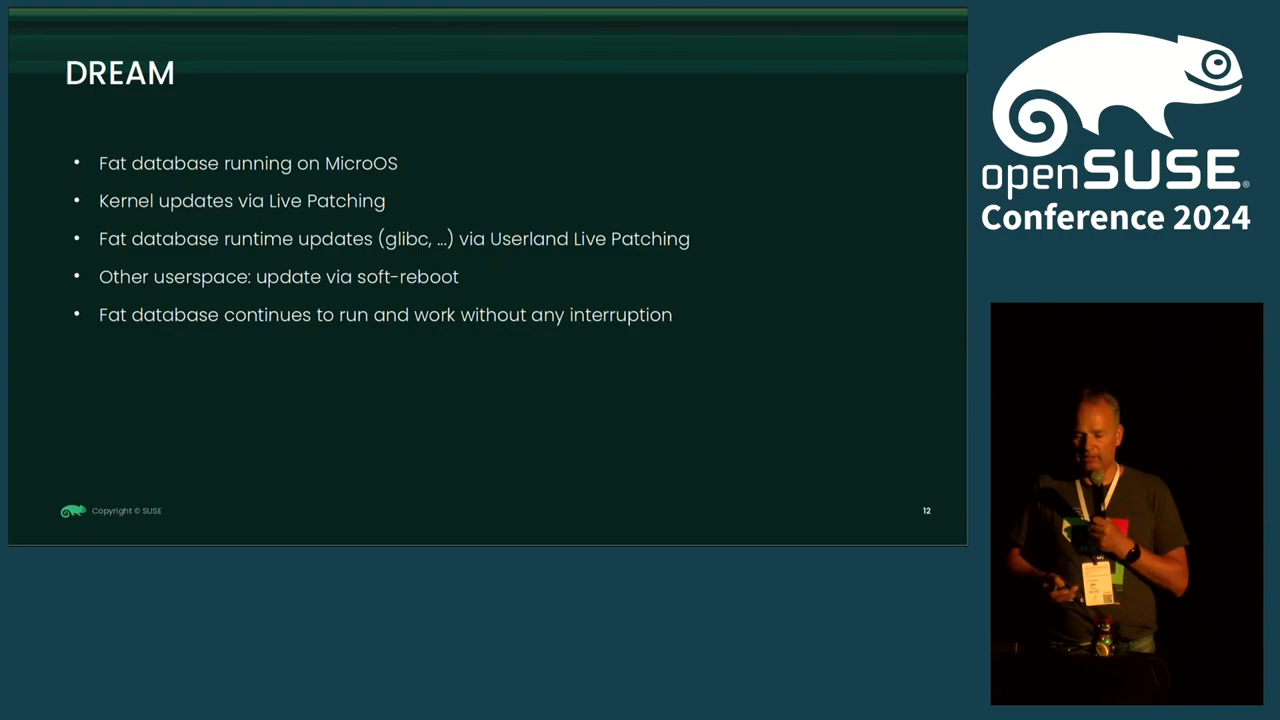 DREAM
• Fat database running on MicroOS
• Kernel updates via Live Patching
• Fat database runtime updates (glibc, ...) via Userland Live Patching
• Other userspace: update via soft-reboot
• Fat database continues to run and work without any interruption
Copyright © SUSE
12
openSUSE®
Conference 2024